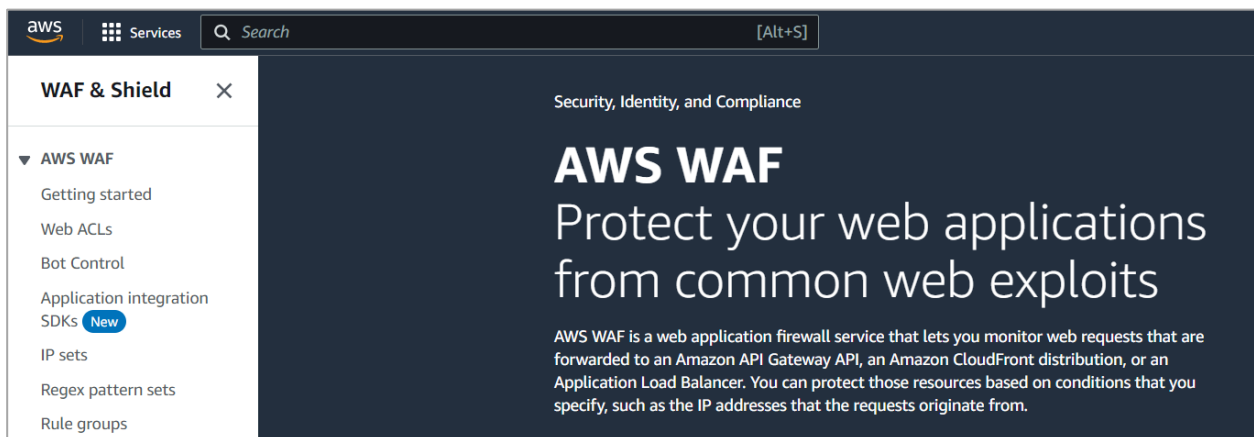 aws
Services
Search
[Alt+S]
WAF & Shield
AWS WAF
Getting started
Web ACLs
Bot Control
Application integration
SDKs New
IP sets
Regex pattern sets
Rule groups
Security, Identity, and Compliance
AWS WAF
Protect your web applications
from common web exploits
AWS WAF is a web application firewall service that lets you monitor web requests that are
forwarded to an Amazon API Gateway API, an Amazon CloudFront distribution, or an
Application Load Balancer. You can protect those resources based on conditions that you
specify, such as the IP addresses that the requests originate from.